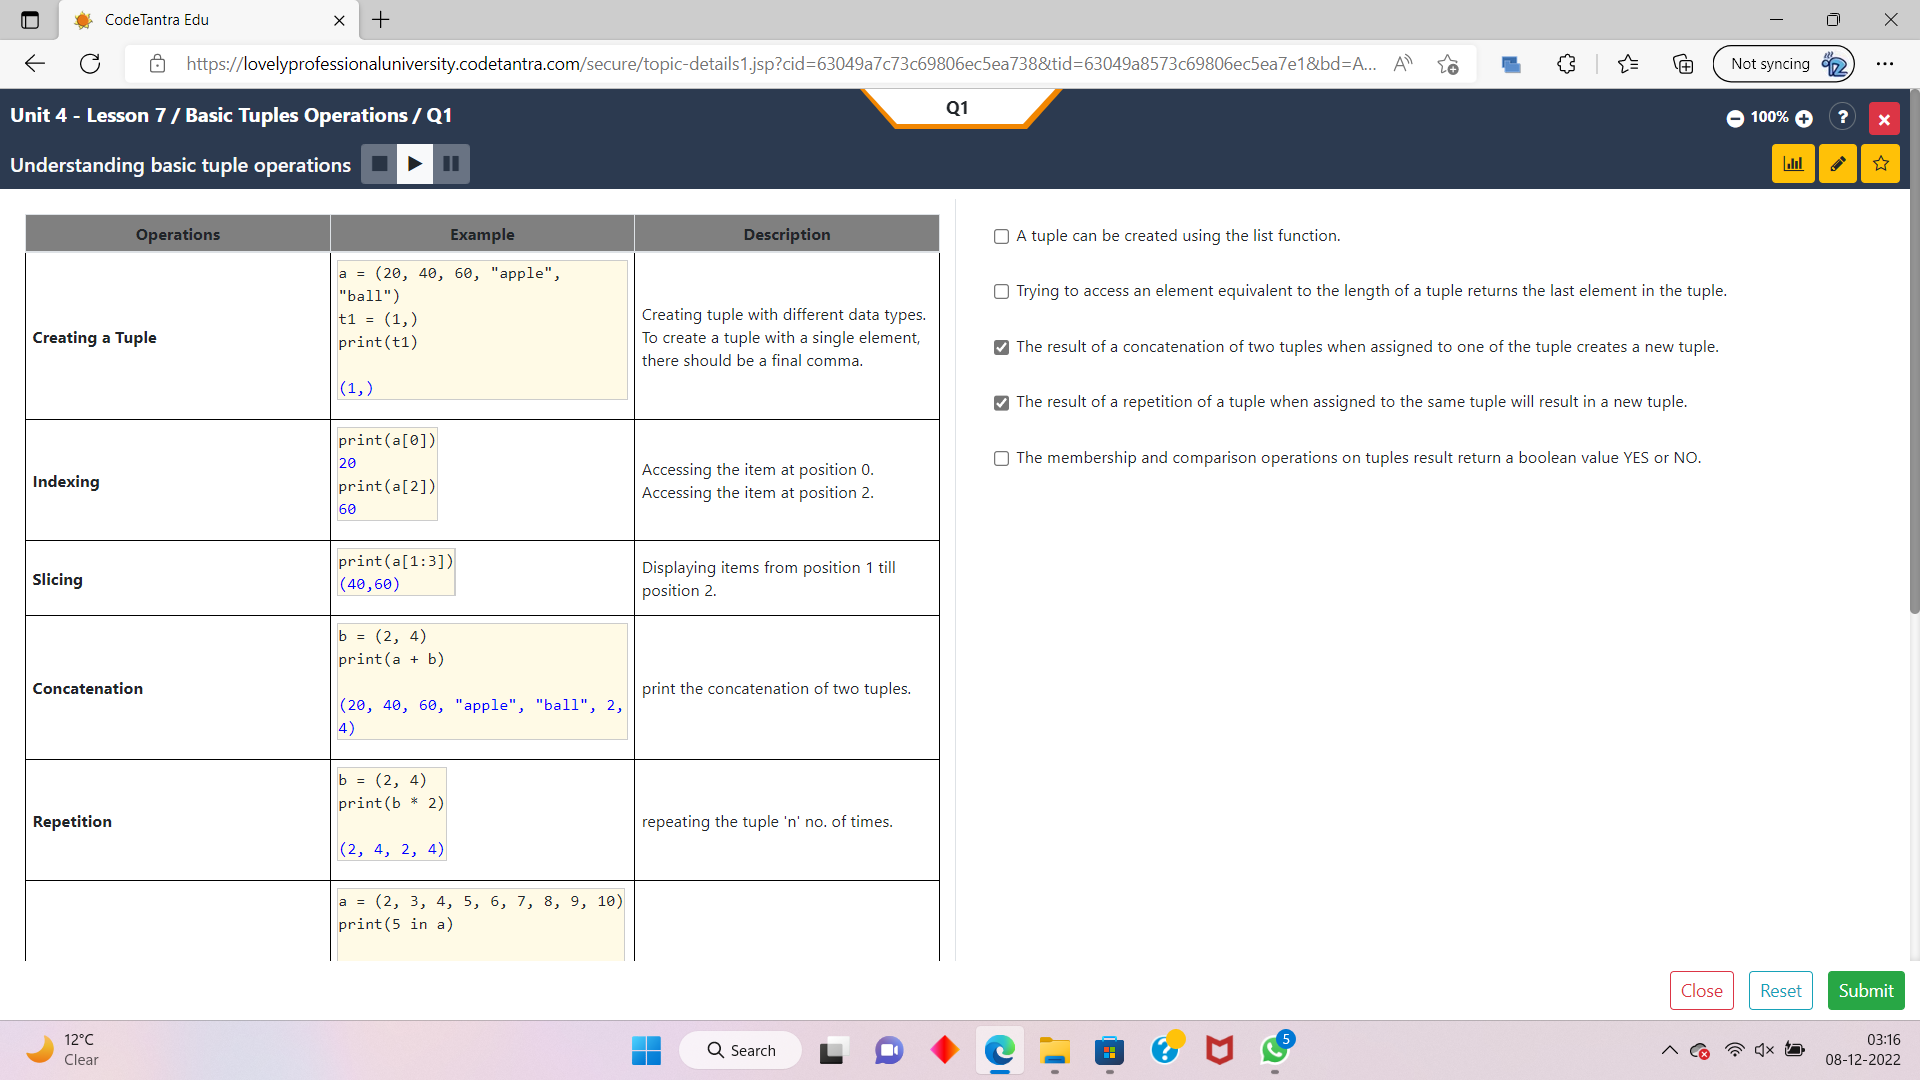 CodeTantra Edu
https://lovelyprofessionaluniversity.codetantra.com/secure/topic-details1.jsp?cid=63049a7c73c69806ec5ea738&tid=63049a8573c69806ec5ea7e1&bd=A...
Not syncing
Unit 4 - Lesson 7 / Basic Tuples Operations / Q1
Q1
100%
?
Understanding basic tuple operations
Operations Example Description
Creating a Tuple
a = (20, 40, 60, "apple",
"ball")
t1 = (1,)
print(t1)
(1,)
Creating tuple with different data types.
To create a tuple with a single element,
there should be a final comma.
Indexing
print(a[0])
20
print(a[2])
60
Accessing the item at position 0.
Accessing the item at position 2.
Slicing
print(a[1:3])
(40,60)
Displaying items from position 1 till
position 2.
Concatenation
b = (2, 4)
print(a + b)
(20, 40, 60, "apple", "ball", 2,
4)
print the concatenation of two tuples.
Repetition
b = (2, 4)
print(b * 2)
(2, 4, 2, 4)
repeating the tuple 'n' no. of times.
a = (2, 3, 4, 5, 6, 7, 8, 9, 10)
print(5 in a)
A tuple can be created using the list function.
Trying to access an element equivalent to the length of a tuple returns the last element in the tuple.
The result of a concatenation of two tuples when assigned to one of the tuple creates a new tuple.
The result of a repetition of a tuple when assigned to the same tuple will result in a new tuple.
The membership and comparison operations on tuples result return a boolean value YES or NO.
Close
Reset
Submit
12°C
Clear
Search
5
03:16
08-12-2022